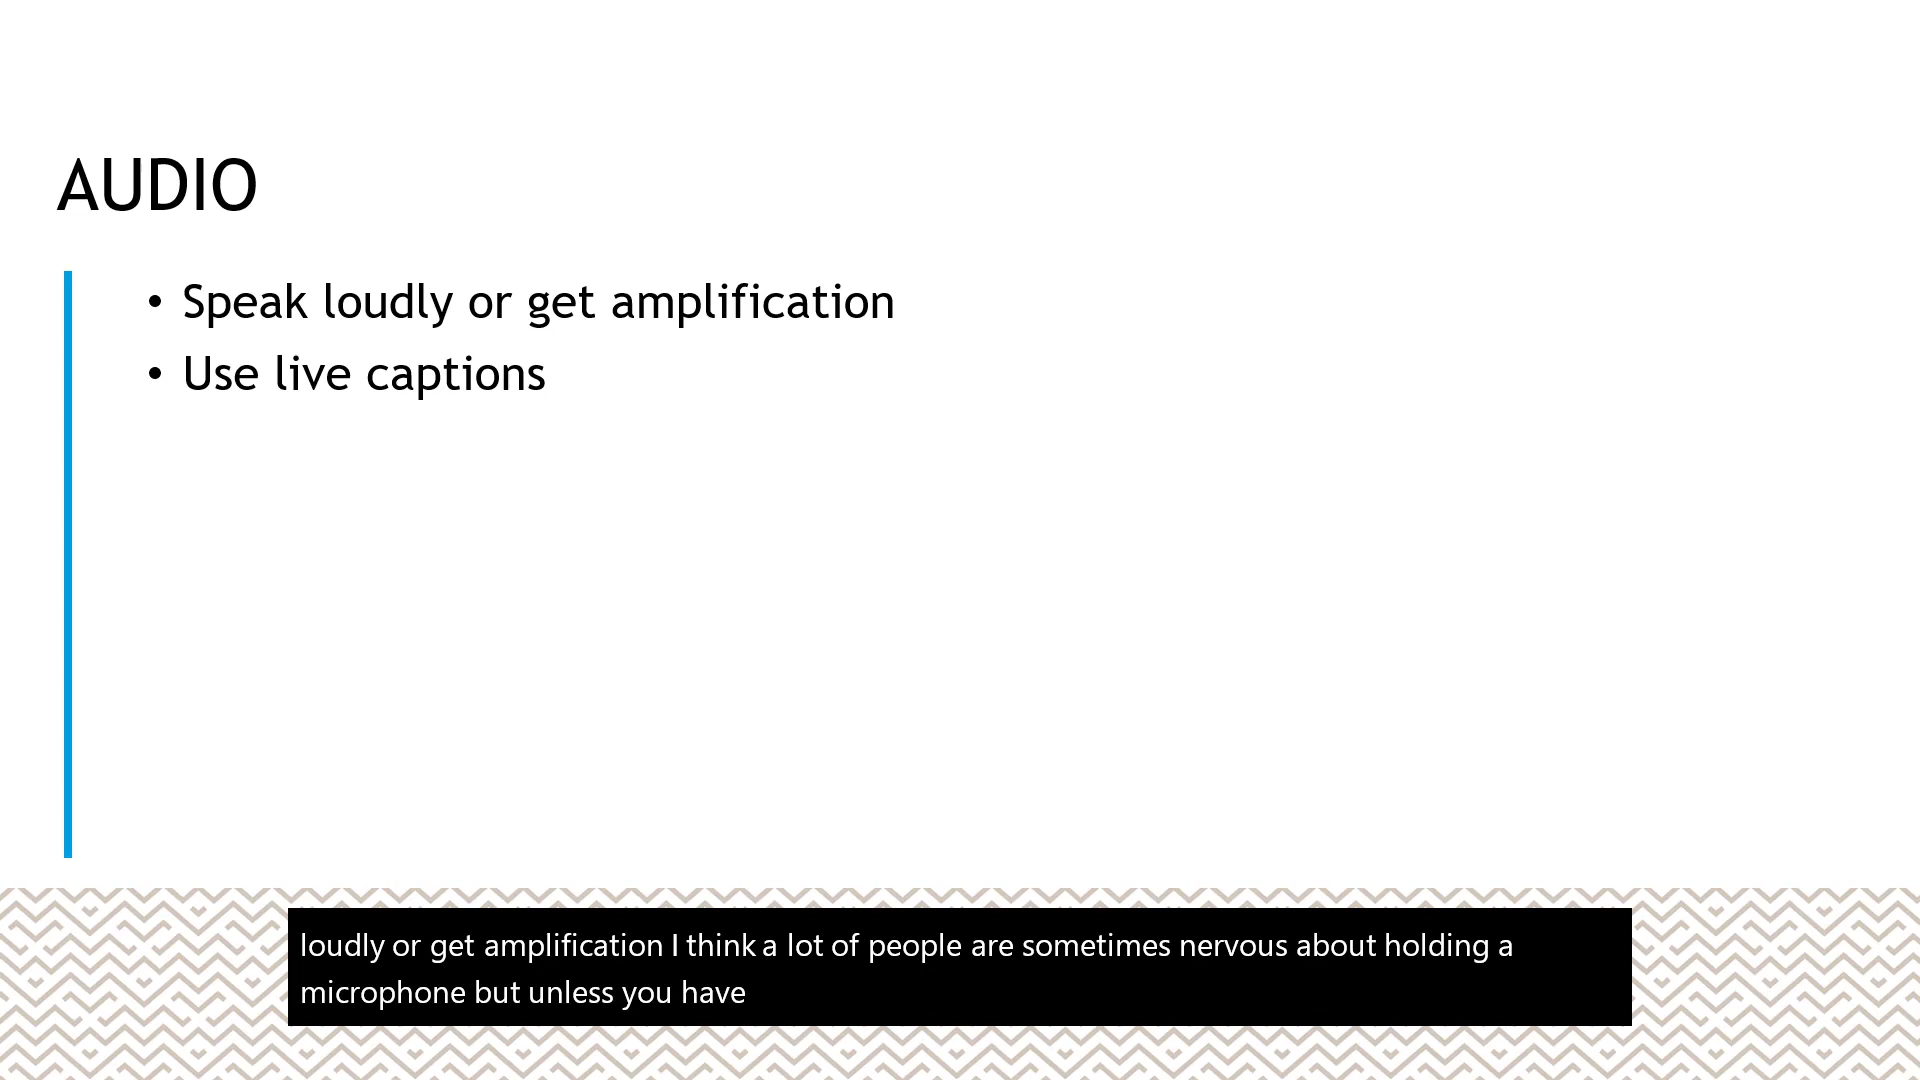 AUDIO
• Speak loudly or get amplification
• Use live captions
loudly or get amplification I think a lot of people are sometimes nervous about holding a
microphone but unless you have